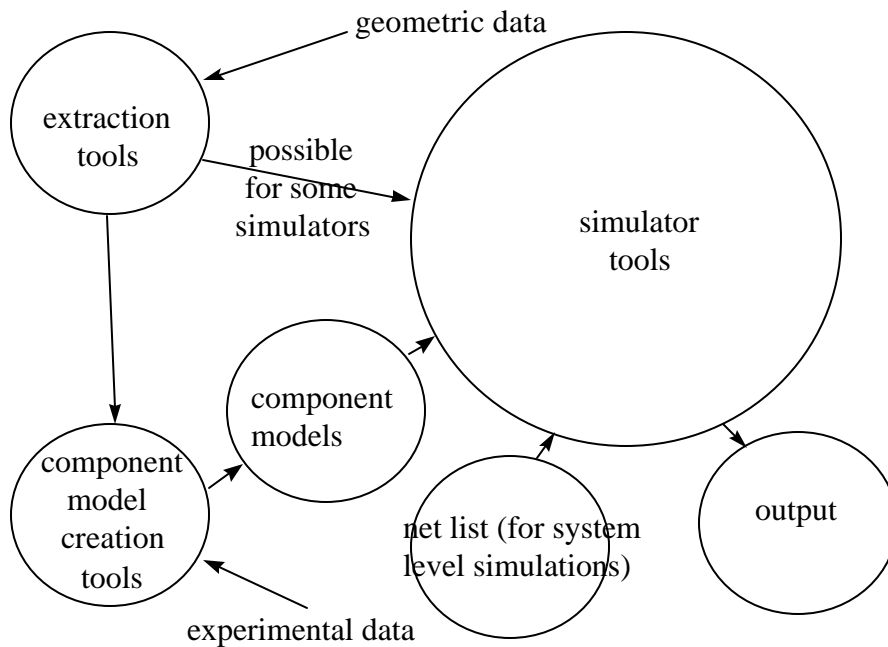 geometric data
extraction
tools
possible
for some
simulators
simulator
tools
component
models
component
model
creation
tools
net list (for system
level simulations)
output
experimental data